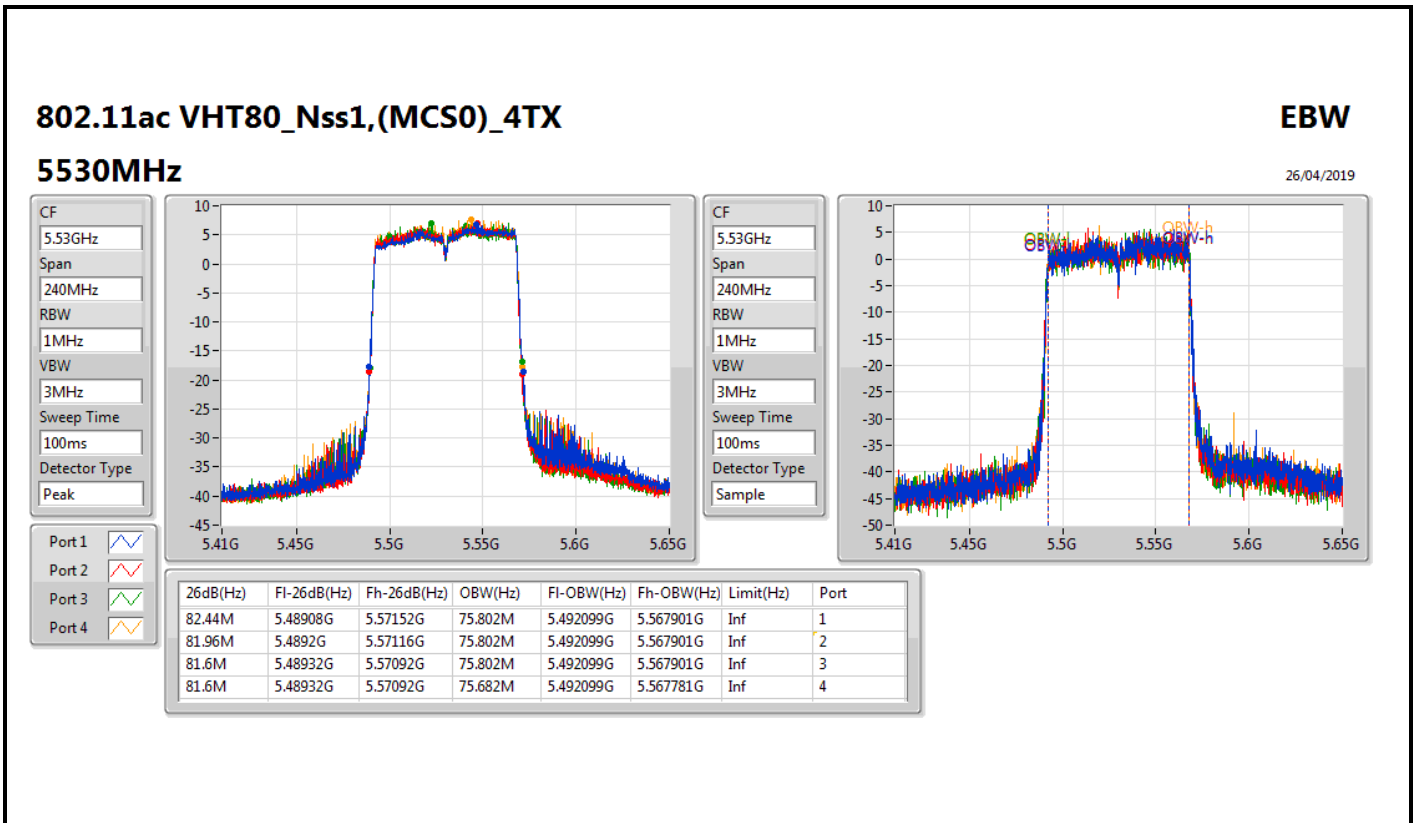 802.11ac VHT80_Nss1,(MCS0)_4TX EBW
5530MHz 26/04/2019
CF
5.53GHz
Span
240MHz
RBW
1MHz
VBW
3MHz
Sweep Time
100ms
Detector Type
Peak
10
5
0
-5
-10
-15
-20
-25
-30
-35
-40
-45
5.41G 5.45G 5.5G 5.55G 5.6G 5.65G
CF
5.53GHz
Span
240MHz
RBW
1MHz
VBW
3MHz
Sweep Time
100ms
Detector Type
Sample
10
5
0
-5
-10
-15
-20
-25
-30
-35
-40
-45
-50
OBW-h
OBW-h
5.41G 5.45G 5.5G 5.55G 5.6G 5.65G
Port 1
Port 2
Port 3
Port 4
26dB(Hz) Fl-26dB(Hz) Fh-26dB(Hz) OBW(Hz) Fl-OBW(Hz) Fh-OBW(Hz) Limit(Hz) Port
82.44M 5.48908G 5.57152G 75.802M 5.492099G 5.567901G Inf 1
81.96M 5.4892G 5.57116G 75.802M 5.492099G 5.567901G Inf 2
81.6M 5.48932G 5.57092G 75.802M 5.492099G 5.567901G Inf 3
81.6M 5.48932G 5.57092G 75.682M 5.492099G 5.567781G Inf 4